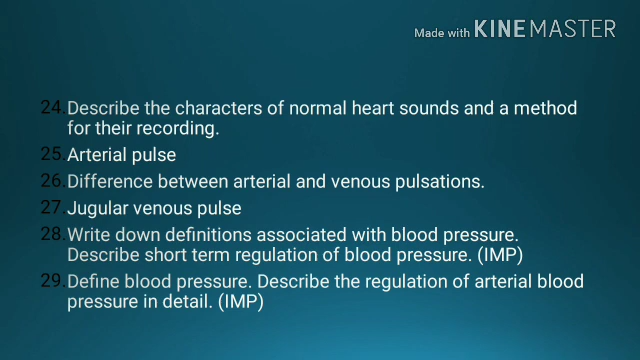 Made with KINEMASTER
24. Describe the characters of normal heart sounds and a method
for their recording.
25. Arterial pulse
26. Difference between arterial and venous pulsations.
27. Jugular venous pulse
28. Write down definitions associated with blood pressure.
Describe short term regulation of blood pressure. (IMP)
29. Define blood pressure. Describe the regulation of arterial blood
pressure in detail. (IMP)